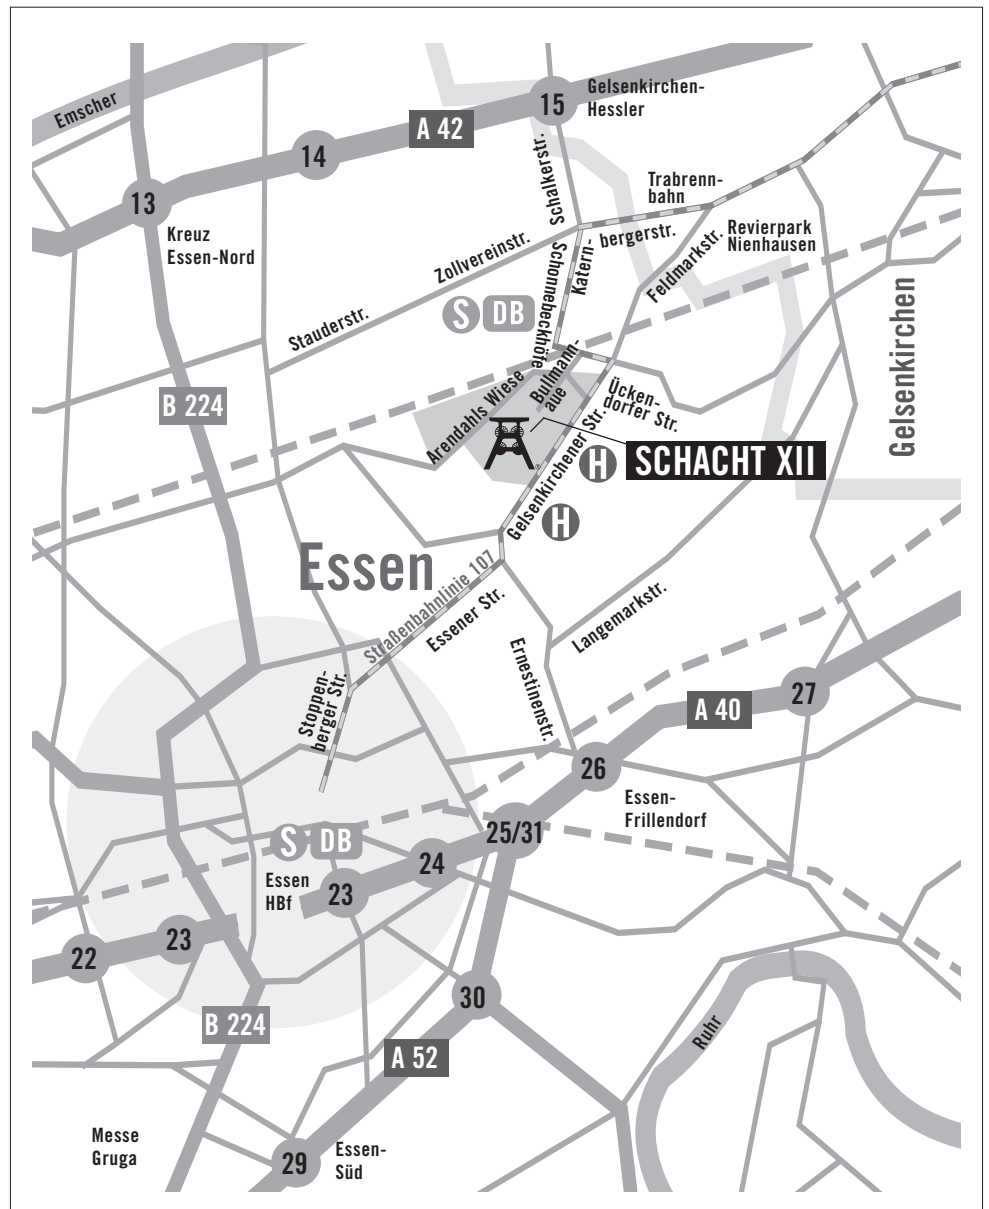 Emscher
A 42
15
Gelsenkirchen-
Hessler
14
13
Kreuz
Essen-Nord
Schalkerstr.
Trabrenn-
bahn
Revierpark
Nienhausen
Zollvereinstr.
Katern-
bergerstr.
Feldmarkstr.
Schonnebeckhöfe
Stauderstr.
S
DB
Gelsenkirchen
B 224
Arendahls Wiese
Bullmann-
aue
Ücken-
dorfer Str.
SCHACHT XII
H
Gelsenkirchener Str.
H
Essen
Straßenbahnlinie 107
Essener Str.
Langemarkstr.
Ernestinenstr.
Stoppen-
berger Str.
27
A 40
26
Essen-
Frillendorf
25/31
S
DB
24
Essen
HBf
23
23
22
30
B 224
A 52
Ruhr
Messe
Gruga
29
Essen-
Süd